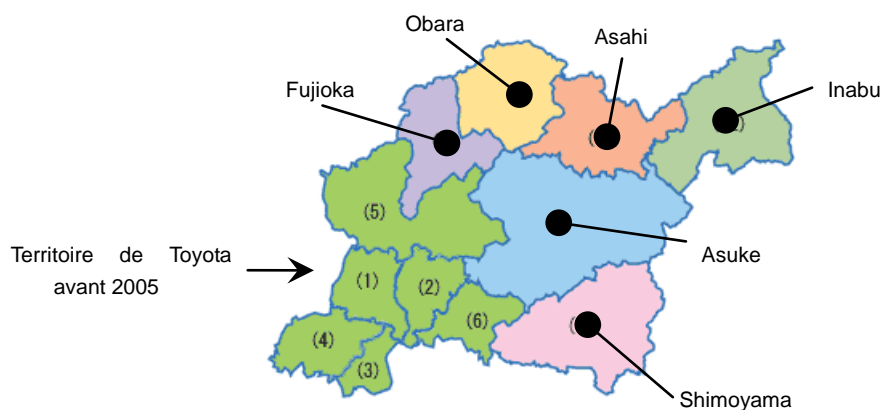 Obara
Asahi
Fujioka
Inabu
(5)
Territoire de Toyota
avant 2005
Asuke
(1)
(2)
(6)
(4)
(3)
Shimoyama